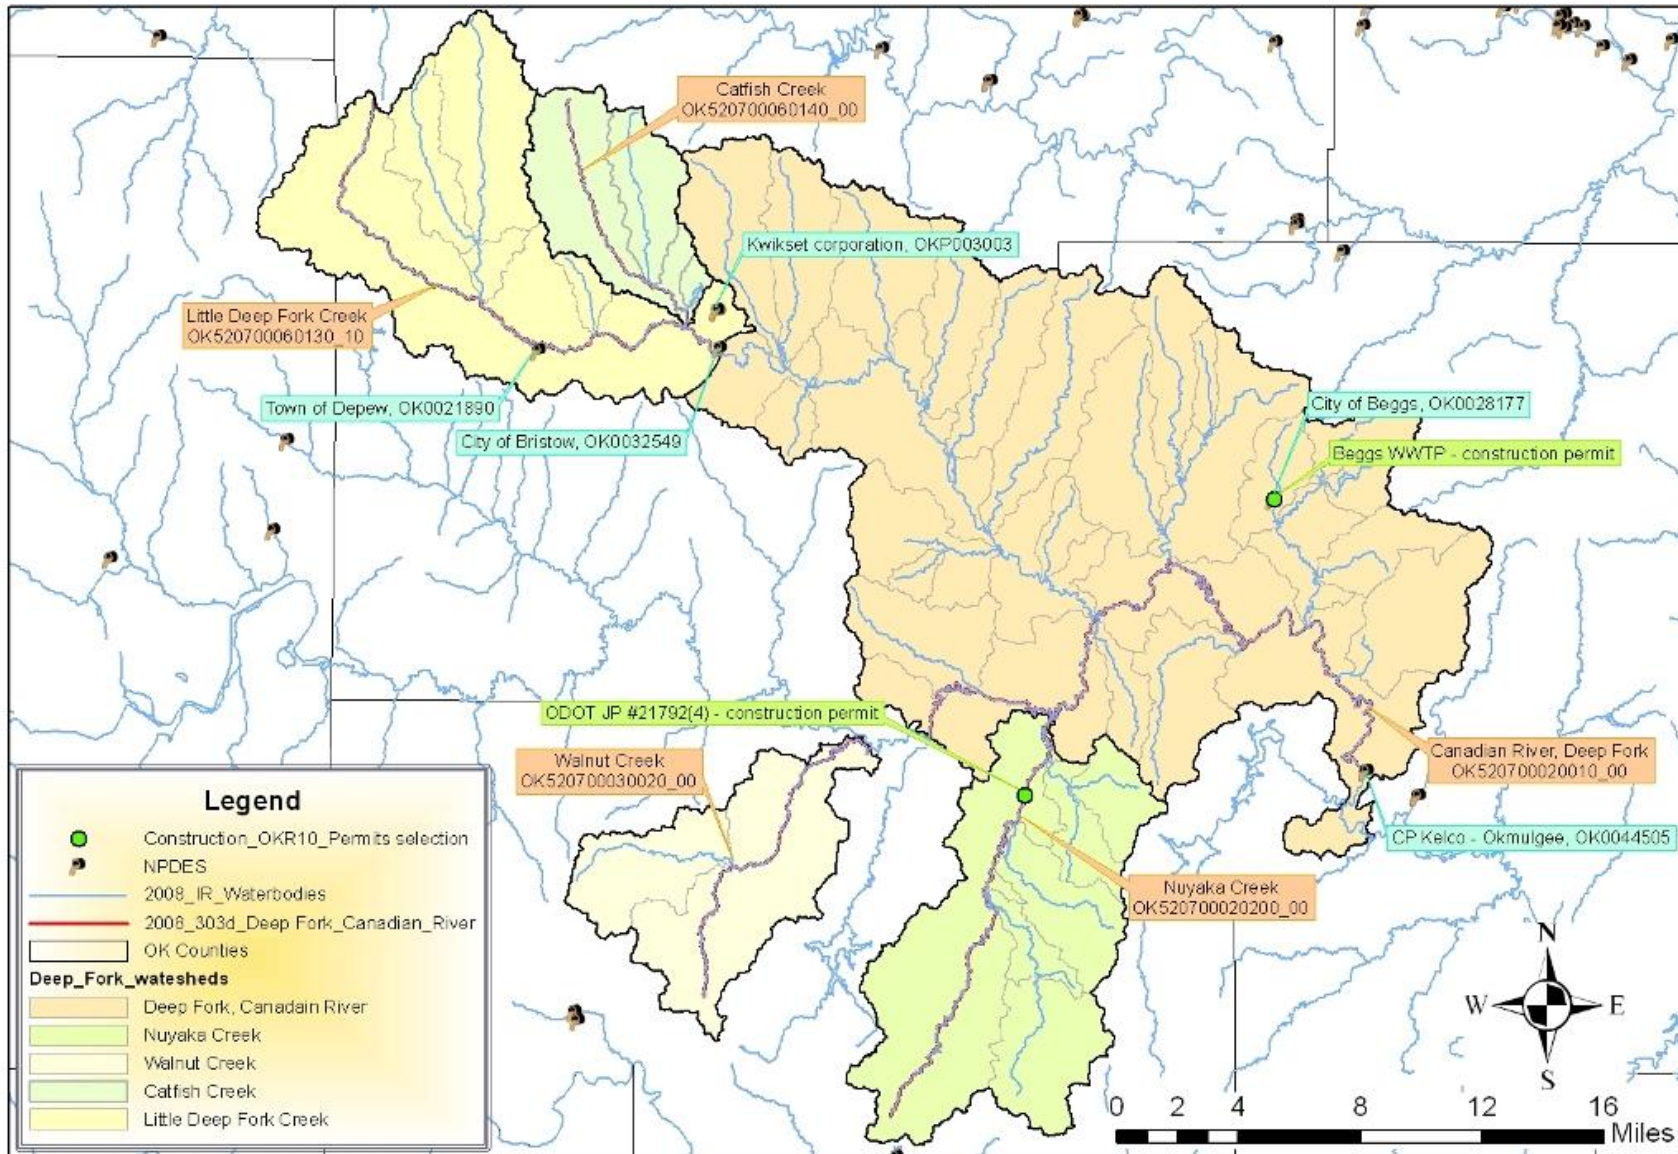 Catfish Creek
OK520700060140_00
Kwikset corporation, OKP003003
Little Deep Fork Creek
OK520700060130_10
Town of Depew, OK0021890
City of Bristow, OK0032549
City of Beggs, OK0028177
Beggs WWTP - construction permit
ODOT JP #21792(4) - construction permit
Walnut Creek
OK520700030020_00
Canadian River, Deep Fork
OK520700020010_00
CP Kelco - Okmulgee, OK0044505
Nuyaka Creek
OK520700020200_00
Legend
Construction_OKR10_Permits selection
NPDES
2008_IR_Waterbodies
2008_303d_Deep Fork_Canadian_River
OK Counties
Deep_Fork_watesheds
Deep Fork, Canadain River
Nuyaka Creek
Walnut Creek
Catfish Creek
Little Deep Fork Creek
N
W E
S
0 2 4 8 12 16
Miles